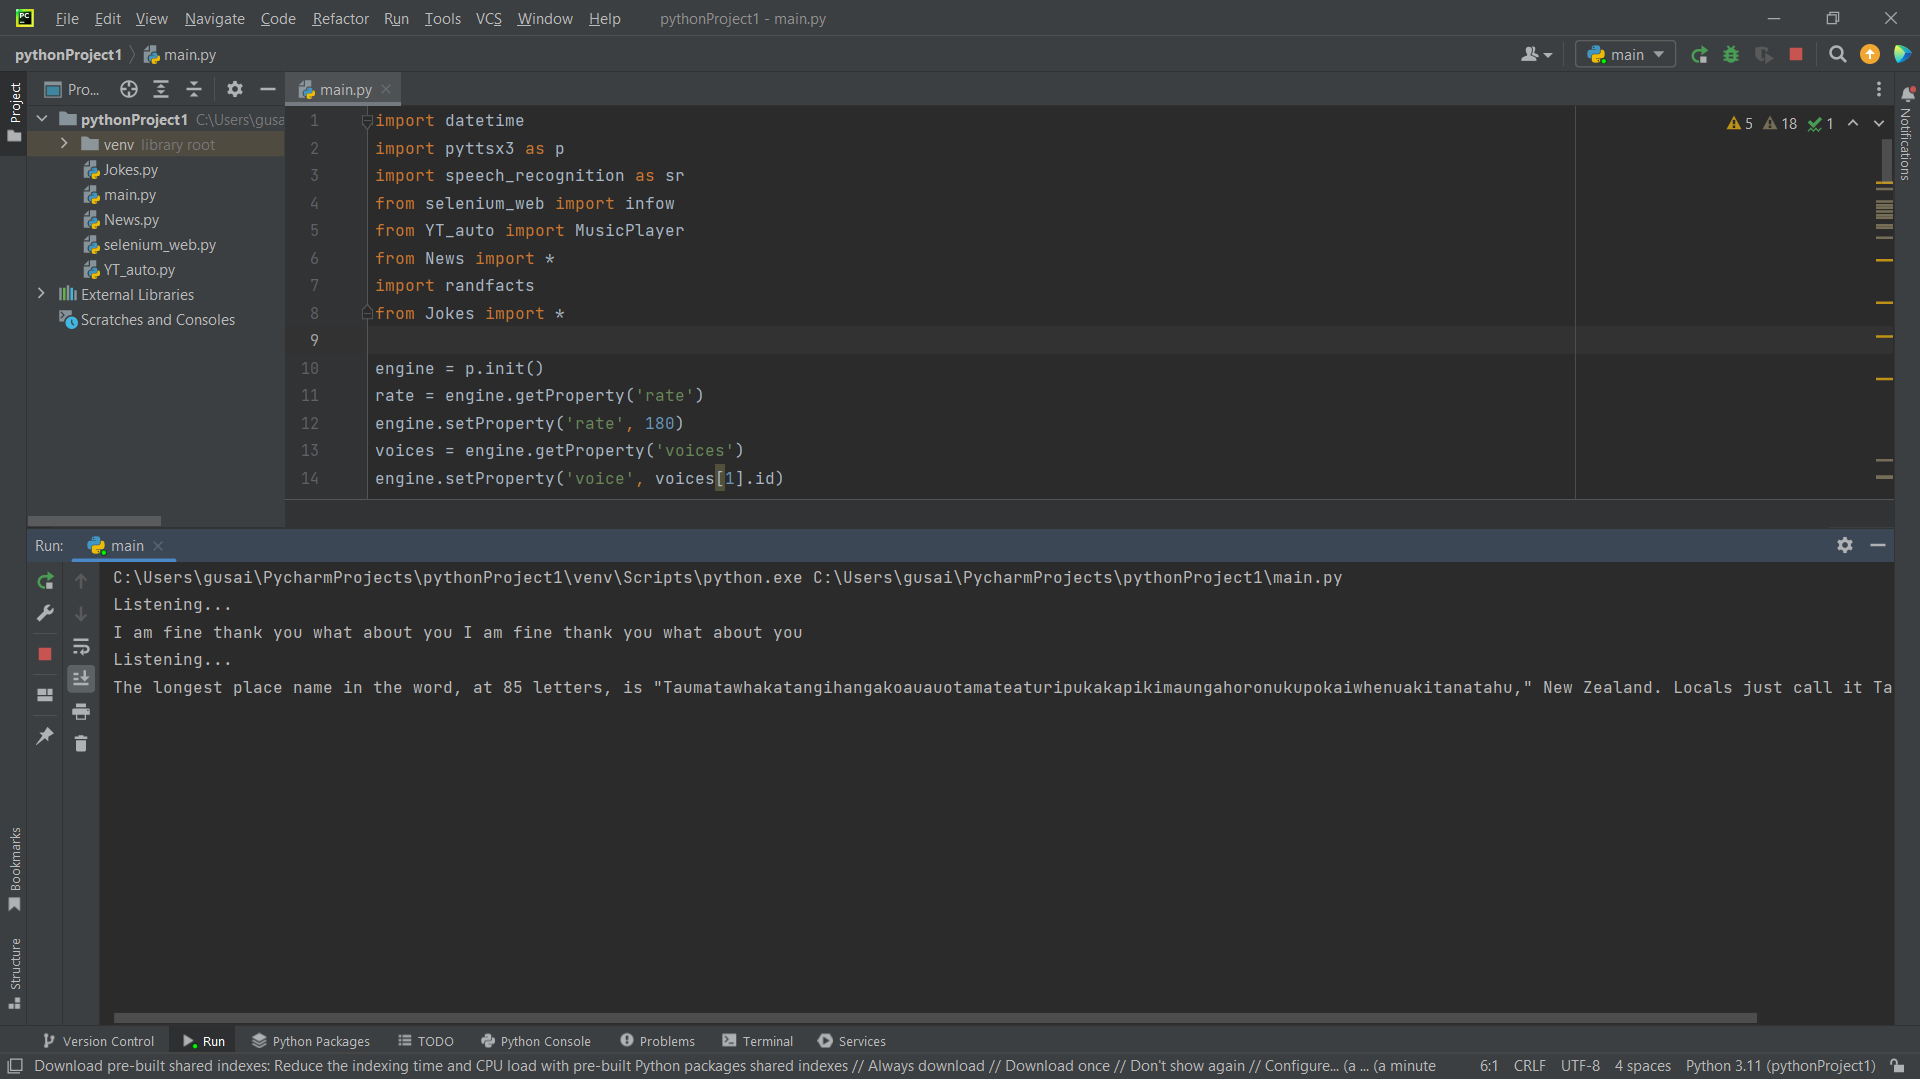 File Edit View Navigate Code Refactor Run Tools VCS Window Help pythonProject1 - main.py
pythonProject1 main.py
main
Project
Pro...
main.py
pythonProject1 C:\Users\gusa
venv library root
Jokes.py
main.py
News.py
selenium_web.py
YT_auto.py
External Libraries
Scratches and Consoles
1 import datetime
2 import pyttsx3 as p
3 import speech_recognition as sr
4 from selenium_web import infow
5 from YT_auto import MusicPlayer
6 from News import *
7 import randfacts
8 from Jokes import *
9
10 engine = p.init()
11 rate = engine.getProperty('rate')
12 engine.setProperty('rate', 180)
13 voices = engine.getProperty('voices')
14 engine.setProperty('voice', voices[1].id)
5 18 1
Notifications
Run: main
C:\Users\gusai\PycharmProjects\pythonProject1\venv\Scripts\python.exe C:\Users\gusai\PycharmProjects\pythonProject1\main.py
Listening...
I am fine thank you what about you I am fine thank you what about you
Listening...
The longest place name in the word, at 85 letters, is "Taumatawhakatangihangakoauauotamateaturipukakapikimaungahoronukupokaiwhenuakitanatahu," New Zealand. Locals just call it Ta
Bookmarks
Structure
Version Control Run Python Packages TODO Python Console Problems Terminal Services
Download pre-built shared indexes: Reduce the indexing time and CPU load with pre-built Python packages shared indexes // Always download // Download once // Don't show again // Configure... (a ... (a minute 6:1 CRLF UTF-8 4 spaces Python 3.11 (pythonProject1)